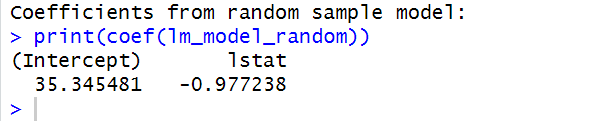 Coefficients from random sample model:
> print(coef(lm_model_random))
(Intercept)       lstat
  35.345481   -0.977238
>